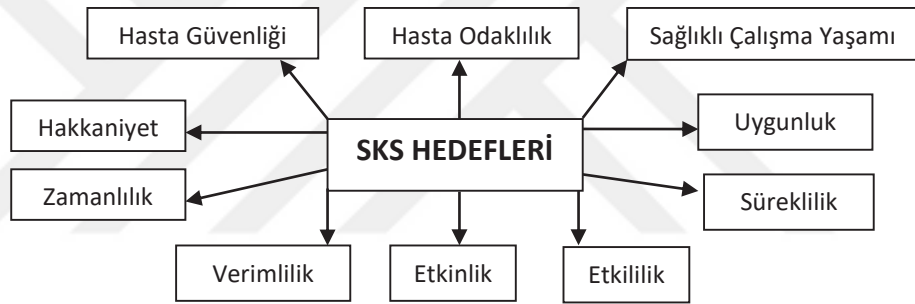 Hasta Güvenliği
Hasta Odaklılık
Sağlıklı Çalışma Yaşamı
Hakkaniyet
SKS HEDEFLERİ
Uygunluk
Zamanlılık
Süreklilik
Verimlilik
Etkinlik
Etkililik